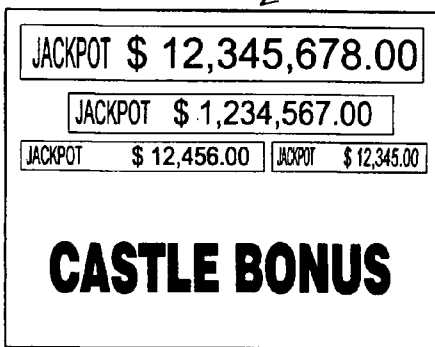 JACKPOT $ 12,345,678.00
JACKPOT $ 1,234,567.00
JACKPOT $ 12,456.00 JACKPOT $ 12,345.00
CASTLE BONUS